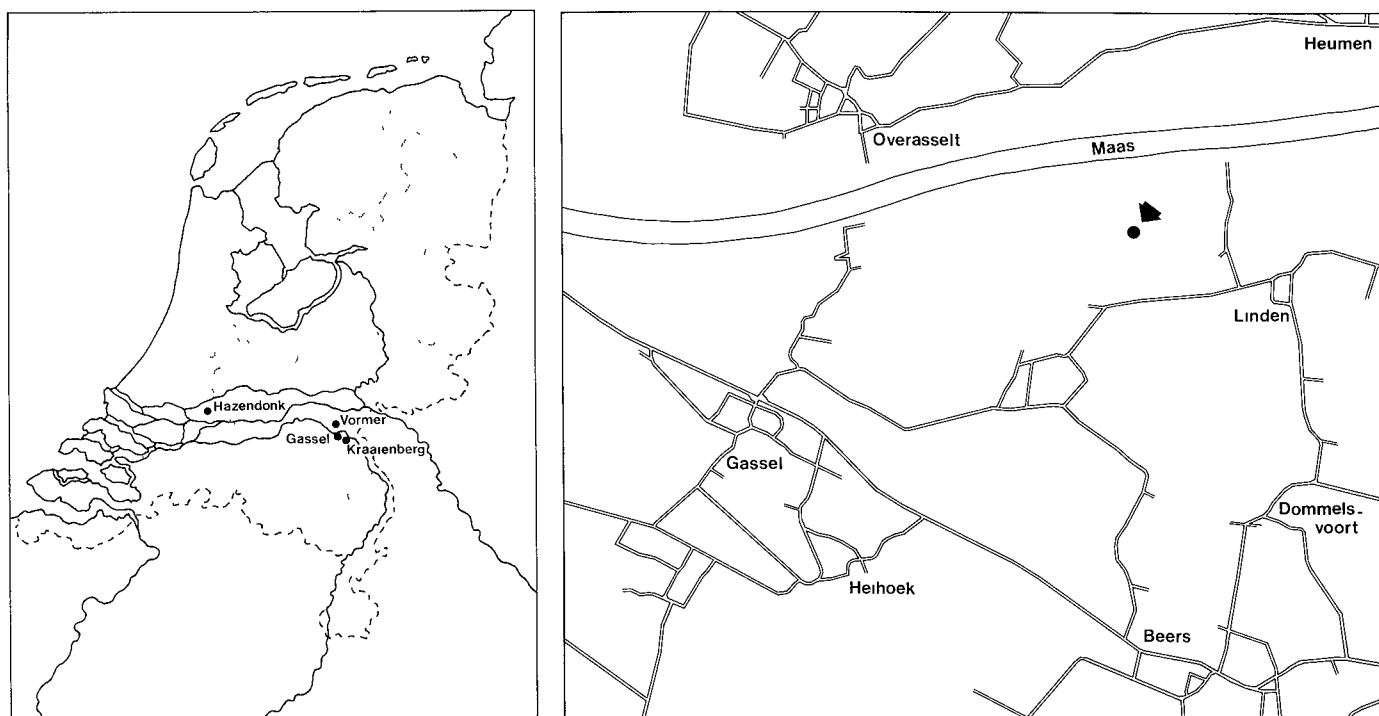 Hazendonk
Vormer
Gassel
Kraaienberg
Heumen
Overasselt
Maas
Linden
Gassel
Dommels-
voort
Heihoek
Beers